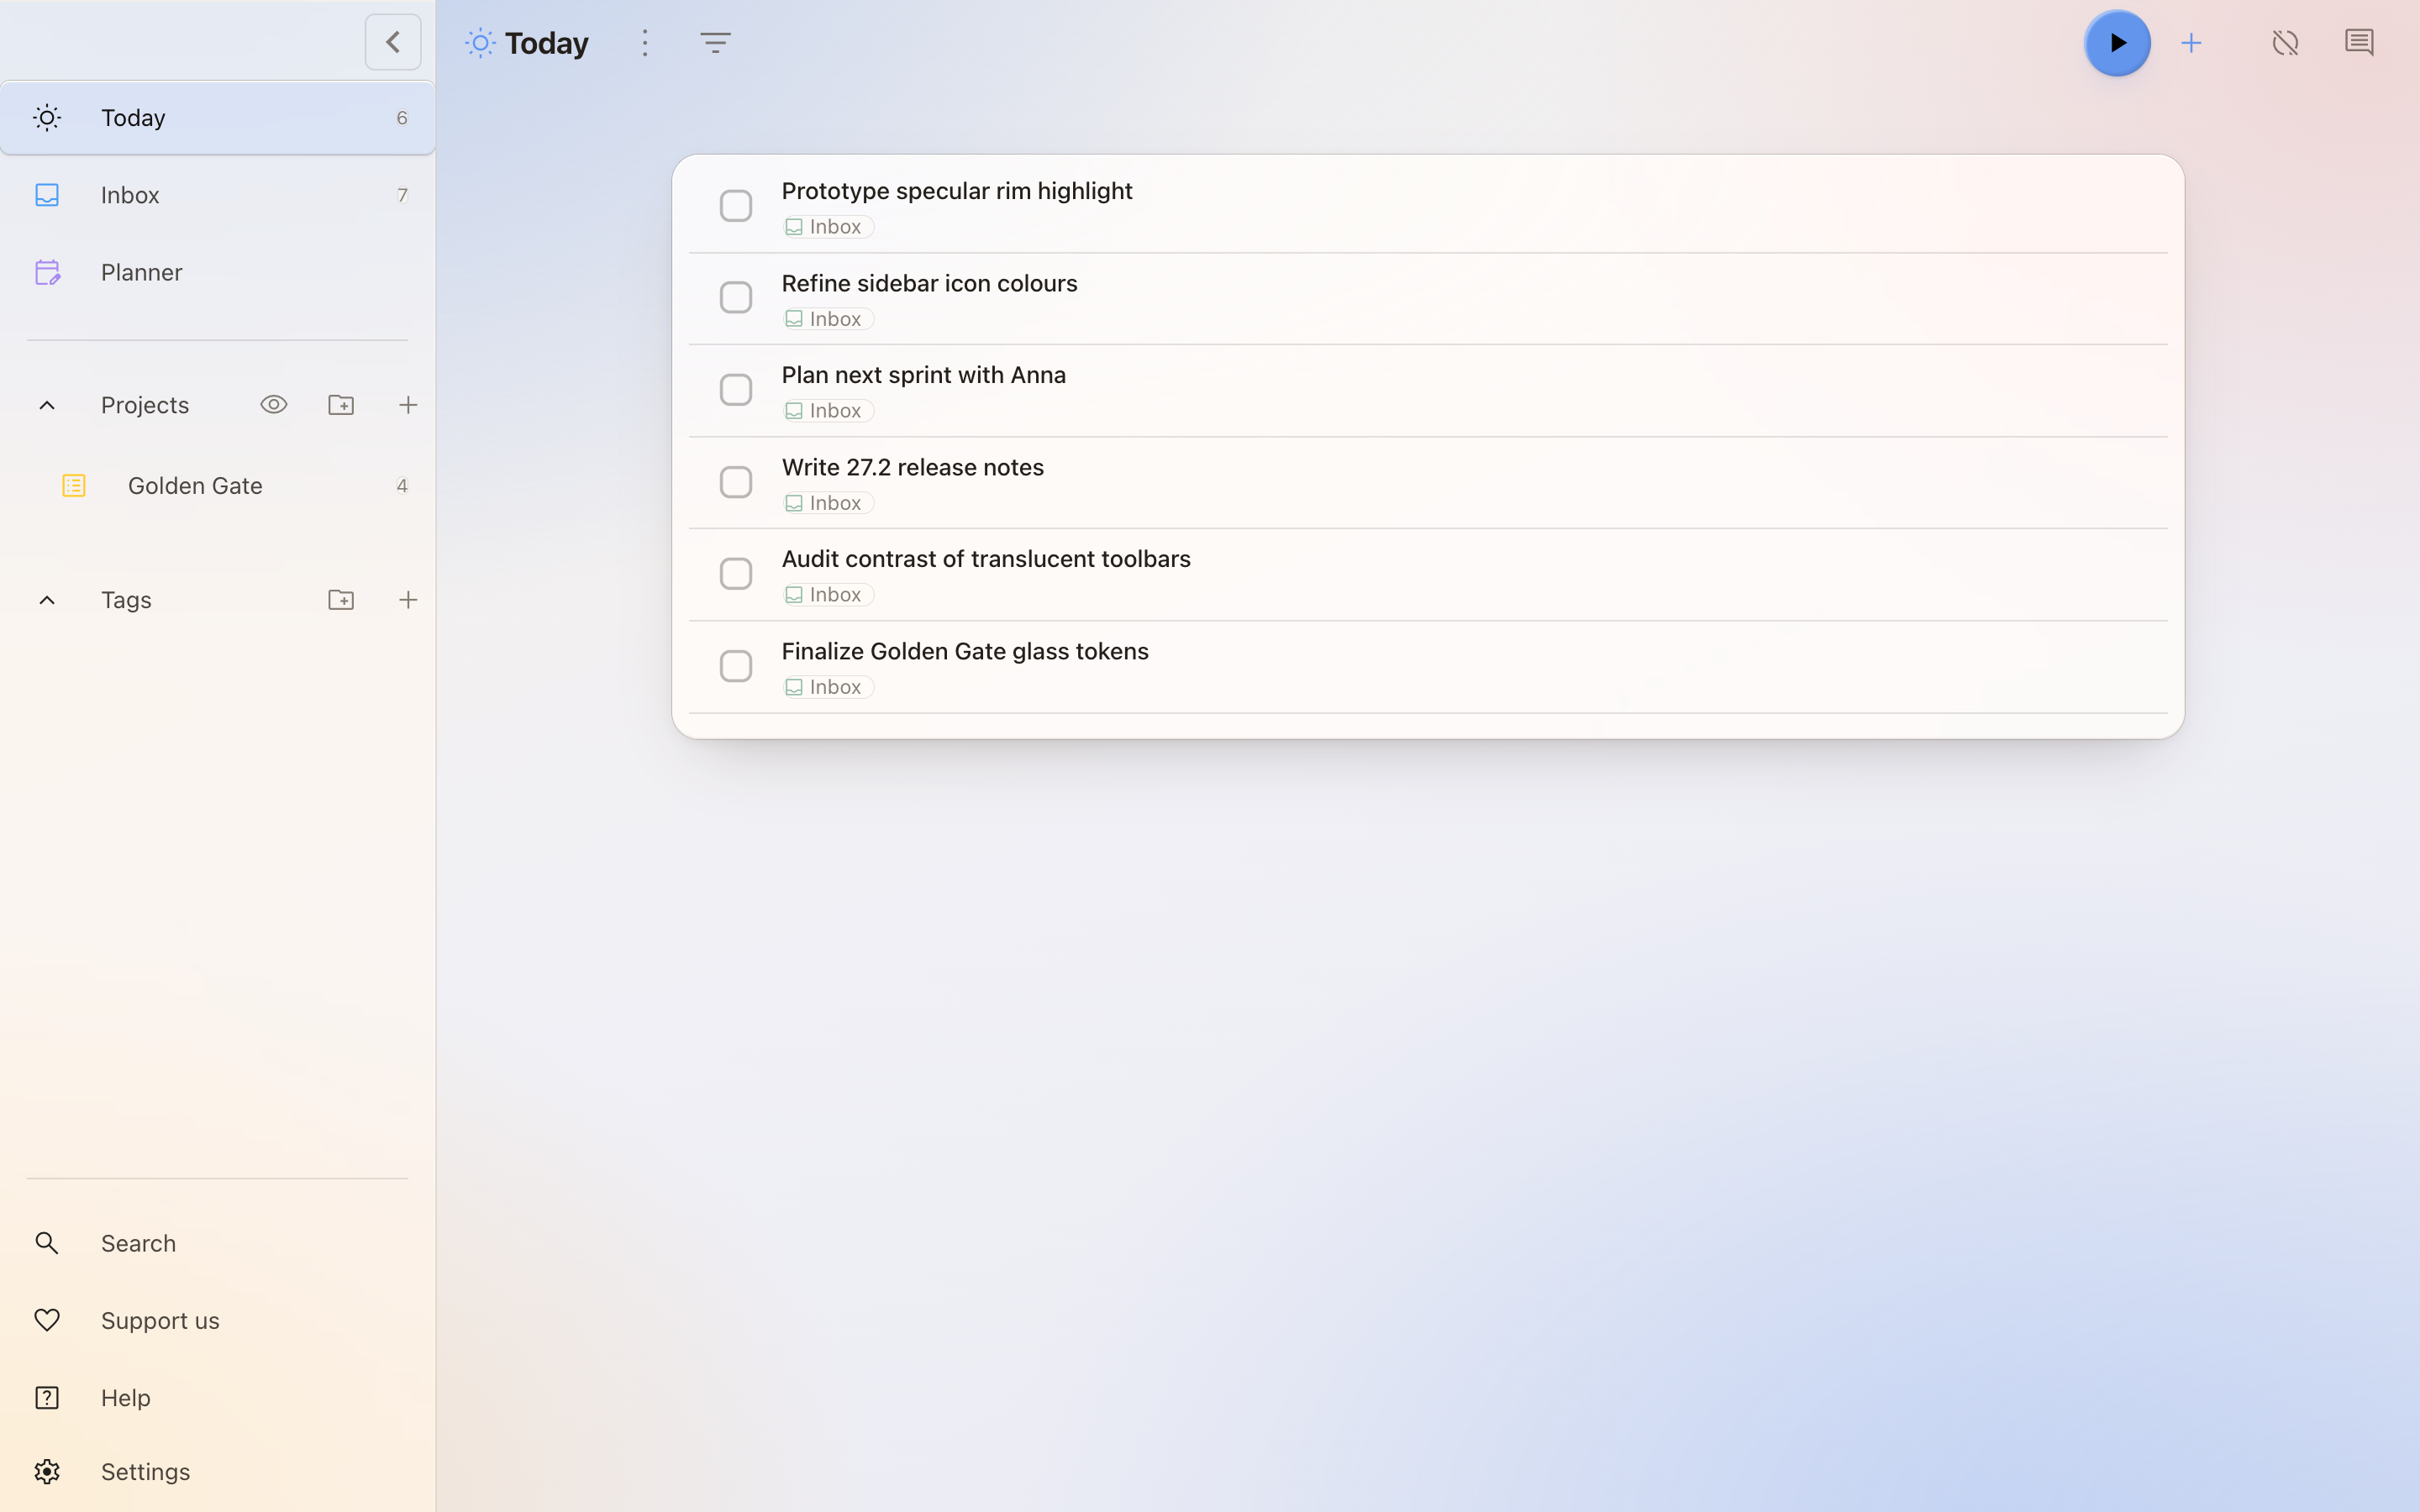 Today
Today 6
Inbox 7
Planner
Projects
Golden Gate 4
Tags
Search
Support us
Help
Settings
Prototype specular rim highlight
Inbox
Refine sidebar icon colours
Inbox
Plan next sprint with Anna
Inbox
Write 27.2 release notes
Inbox
Audit contrast of translucent toolbars
Inbox
Finalize Golden Gate glass tokens
Inbox